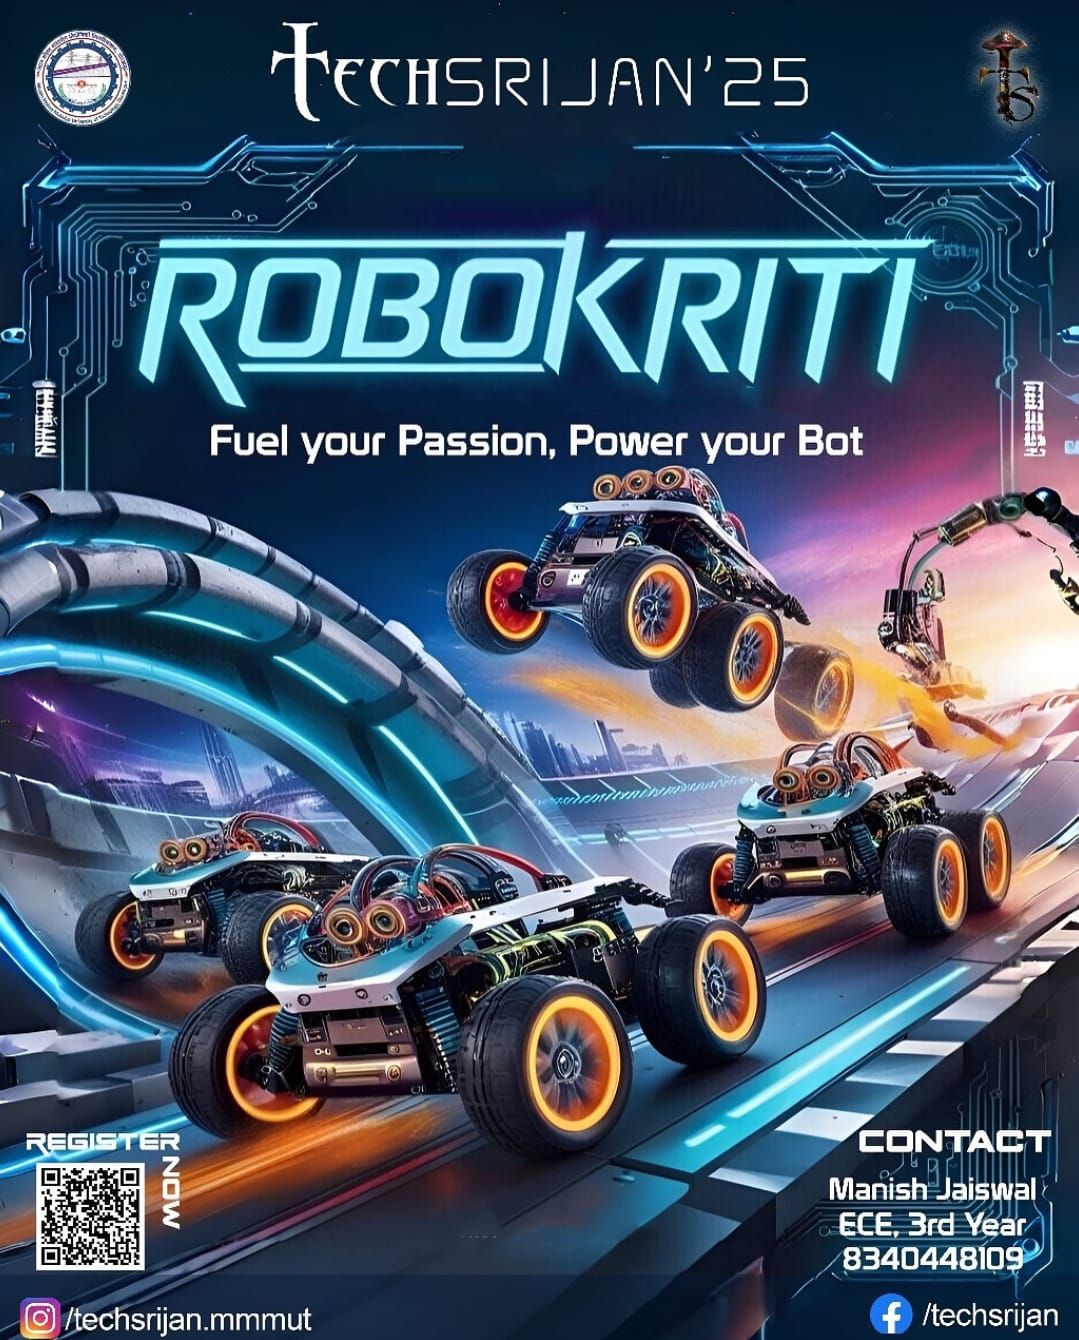 TECHSRIJAN'25
TS
ROBOKRITI
Fuel your Passion, Power your Bot
REGISTER
NOW
CONTACT
Manish Jaiswal
ECE, 3rd Year
8340448109
/techsrijan.mmmut
/techsrijan